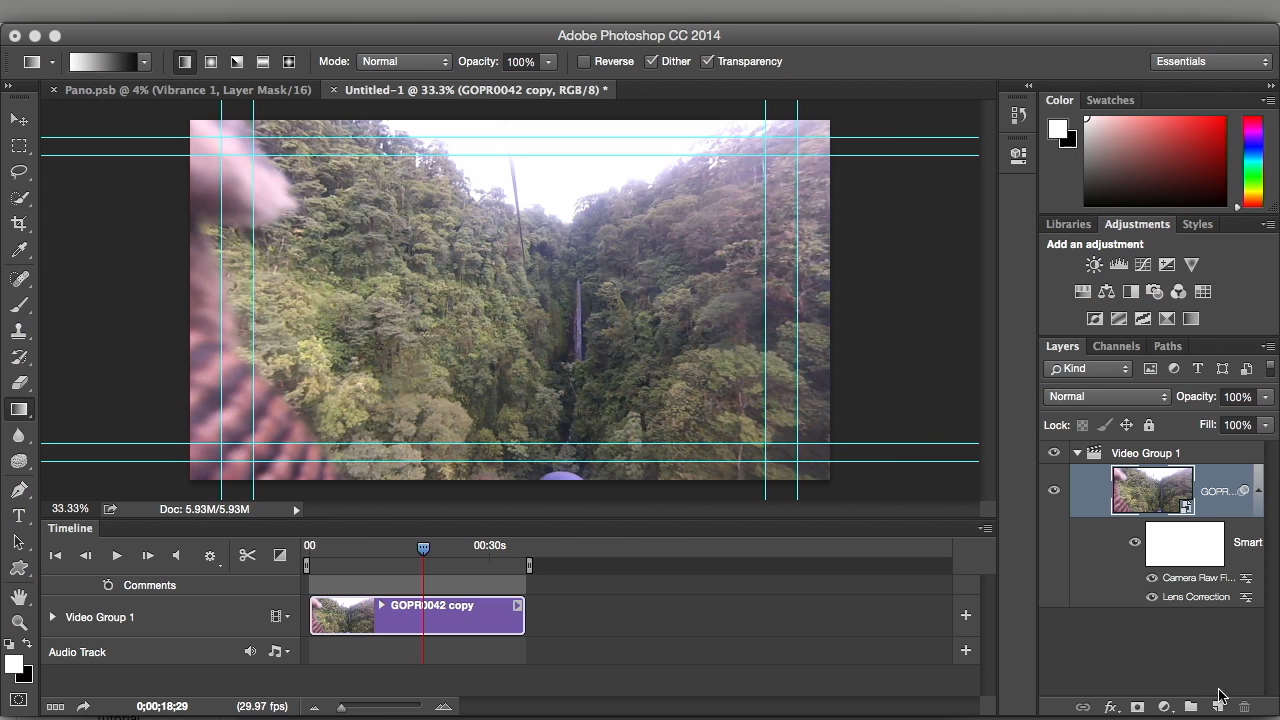 Adobe Photoshop CC 2014
Mode: Normal Opacity: 100% Reverse Dither Transparency Essentials
Pano.psb @ 4% (Vibrance 1, Layer Mask/16) Untitled-1 @ 33.3% (GOPR0042 copy, RGB/8) *
Color Swatches
Libraries Adjustments Styles
Add an adjustment
Layers Channels Paths
Kind T
Normal Opacity: 100%
Lock: Fill: 100%
Video Group 1
GOPR...
Smart
Camera Raw Fi...
Lens Correction
33.33% Doc: 5.93M/5.93M
Timeline
00 00:30s
Comments
Video Group 1 GOPR0042 copy
Audio Track
0;00;18;29 (29.97 fps)
fx